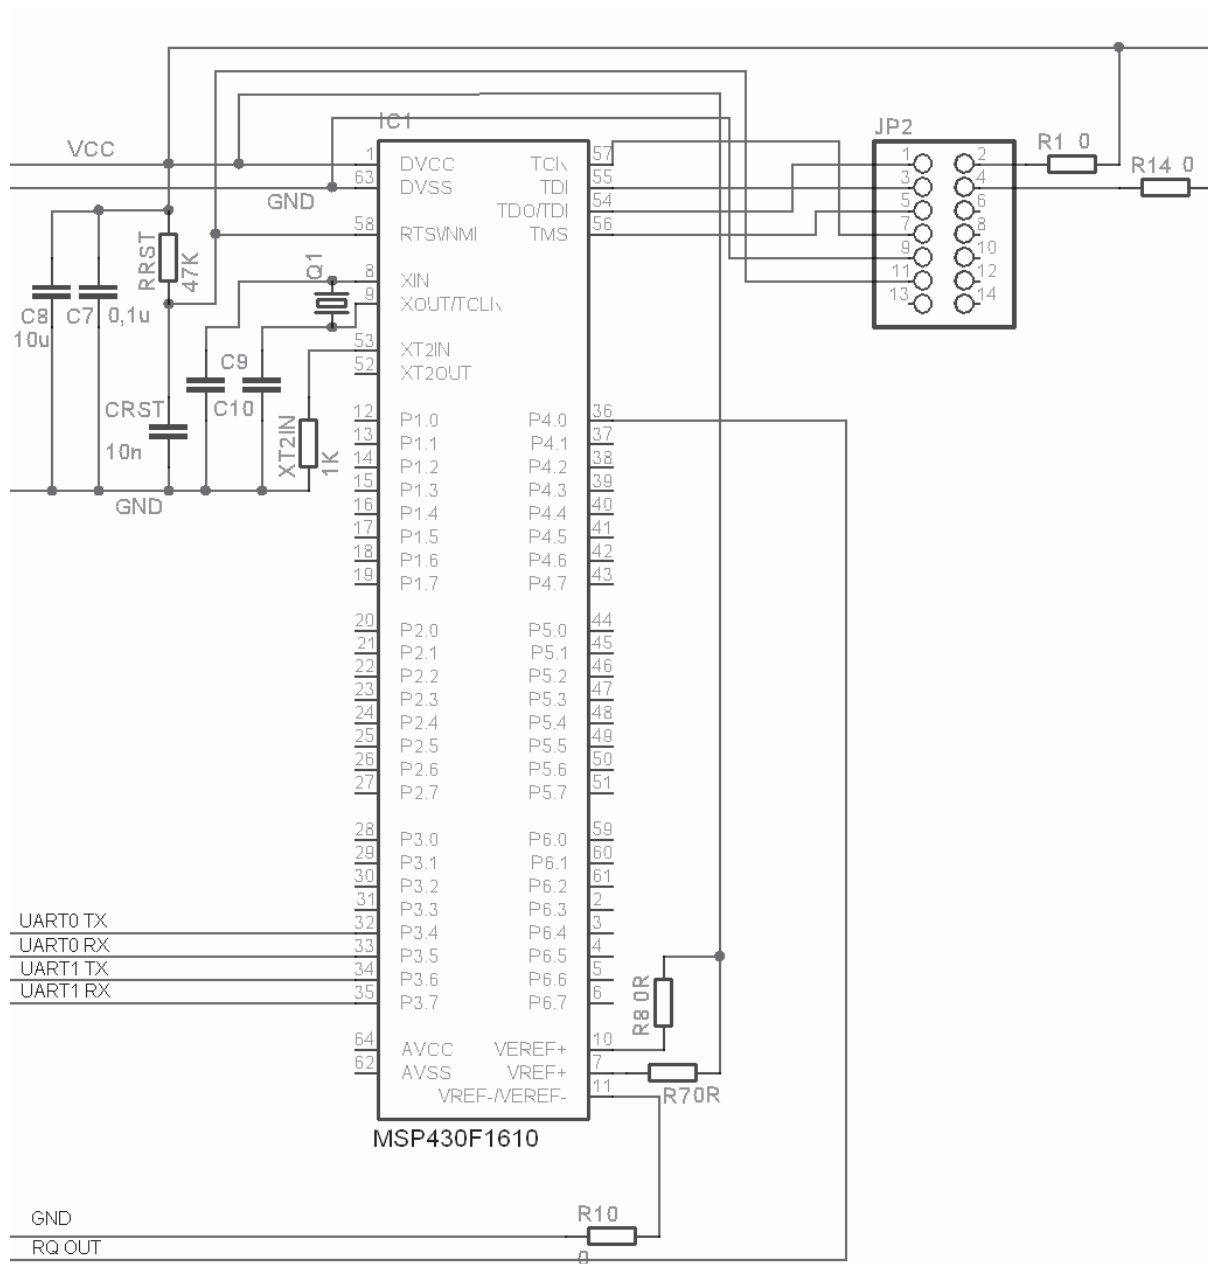 IC1
VCC
GND
1 DVCC
63 DVSS
58 RTS\/NMI
8 XIN
9 XOUT/TCLK
53 XT2IN
52 XT2OUT
12 P1.0
13 P1.1
14 P1.2
15 P1.3
16 P1.4
17 P1.5
18 P1.6
19 P1.7
20 P2.0
21 P2.1
22 P2.2
23 P2.3
24 P2.4
25 P2.5
26 P2.6
27 P2.7
28 P3.0
29 P3.1
30 P3.2
31 P3.3
32 P3.4
33 P3.5
34 P3.6
35 P3.7
64 AVCC
62 AVSS
TCK 57
TDI 55
TDO/TDI 54
TMS 56
P4.0 36
P4.1 37
P4.2 38
P4.3 39
P4.4 40
P4.5 41
P4.6 42
P4.7 43
P5.0 44
P5.1 45
P5.2 46
P5.3 47
P5.4 48
P5.5 49
P5.6 50
P5.7 51
P6.0 59
P6.1 60
P6.2 61
P6.3 2
P6.4 3
P6.5 4
P6.6 5
P6.7 6
VEREF+ 10
VREF+ 7
VREF-/VEREF- 11
MSP430F1610
JP2
1 2
3 4
5 6
7 8
9 10
11 12
13 14
R1 0
R14 0
RRST
47K
C8
10u
C7 0,1u
Q1
C9
C10
CRST
10n
XT2IN
1K
GND
UART0 TX
UART0 RX
UART1 TX
UART1 RX
R8 0R
R70R
R10
0
GND
RQ OUT